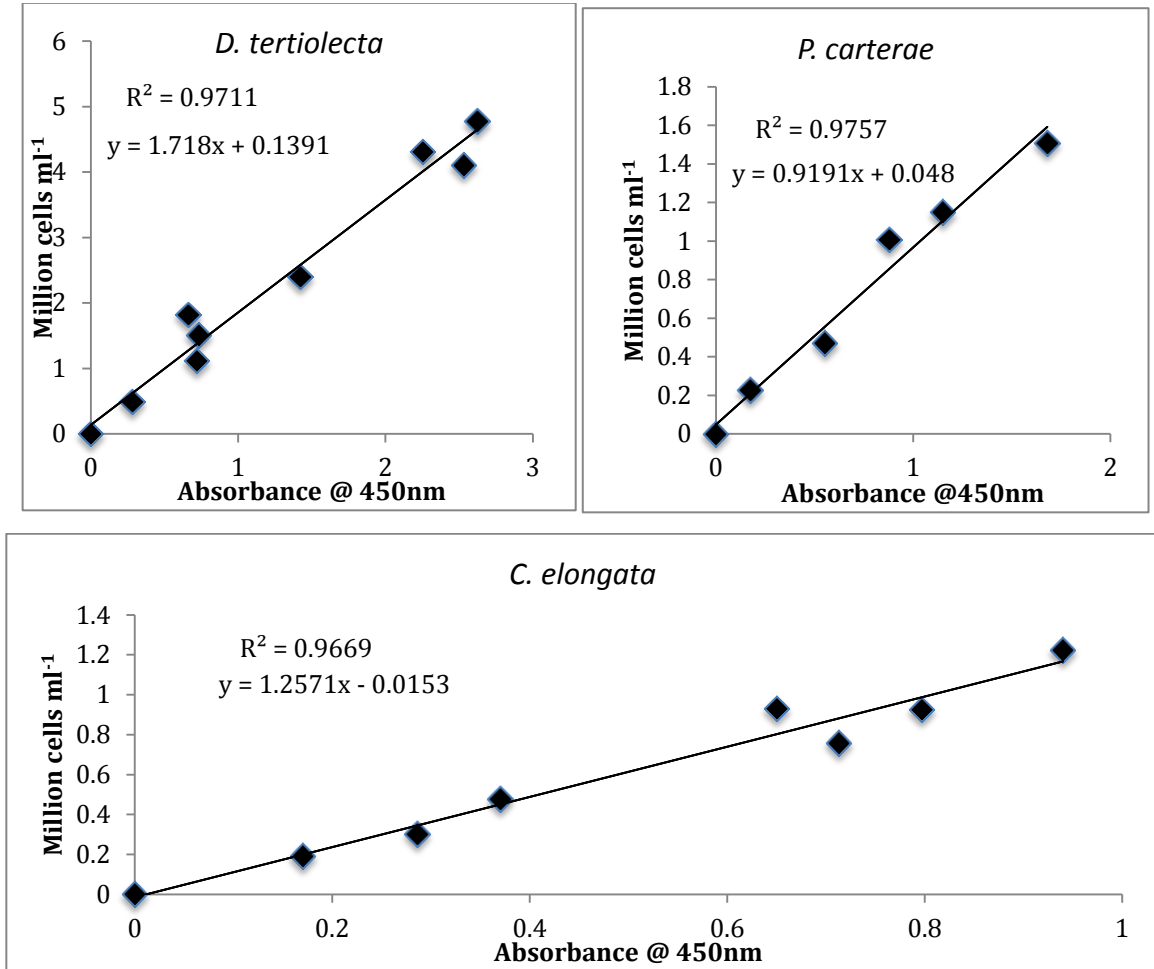 D. tertiolecta
R² = 0.9711
y = 1.718x + 0.1391
Million cells ml⁻¹
6
5
4
3
2
1
0
0 1 2 3
Absorbance @ 450nm
P. carterae
R² = 0.9757
y = 0.9191x + 0.048
Million cells ml⁻¹
1.8
1.6
1.4
1.2
1
0.8
0.6
0.4
0.2
0
0 1 2
Absorbance @450nm
C. elongata
R² = 0.9669
y = 1.2571x - 0.0153
Million cells ml⁻¹
1.4
1.2
1
0.8
0.6
0.4
0.2
0
0 0.2 0.4 0.6 0.8 1
Absorbance @ 450nm